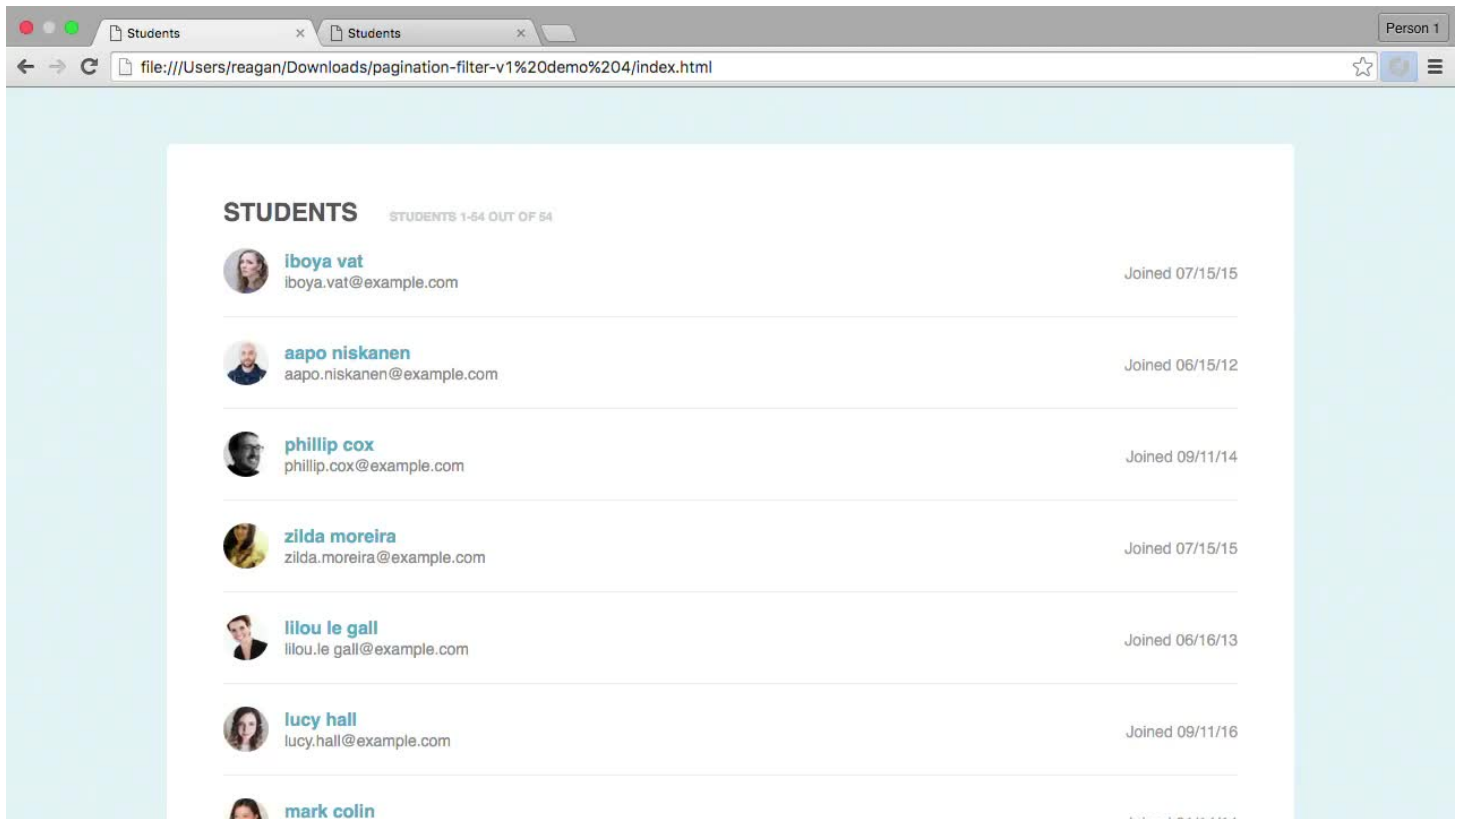 Students
Students
Person 1
file:///Users/reagan/Downloads/pagination-filter-v1%20demo%204/index.html
STUDENTS STUDENTS 1-54 OUT OF 54
iboya vat
iboya.vat@example.com
Joined 07/15/15
aapo niskanen
aapo.niskanen@example.com
Joined 06/15/12
phillip cox
phillip.cox@example.com
Joined 09/11/14
zilda moreira
zilda.moreira@example.com
Joined 07/15/15
lilou le gall
lilou.le gall@example.com
Joined 06/16/13
lucy hall
lucy.hall@example.com
Joined 09/11/16
mark colin